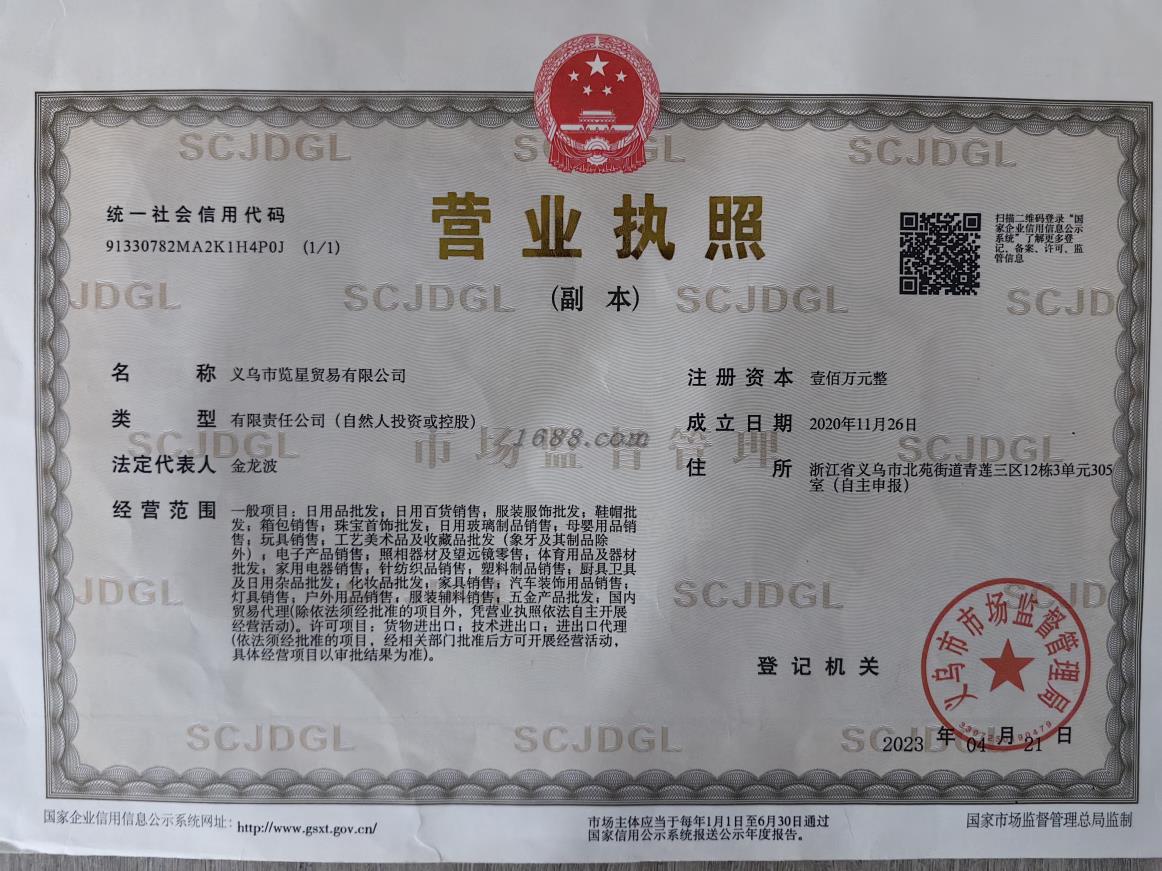 营业执照
(副 本)
统一社会信用代码
91330782MA2K1H4P0J (1/1)
扫描二维码登录“国
家企业信用信息公示
系统”了解更多登
记、备案、许可、监
管信息
名 称 义乌市览星贸易有限公司
类 型 有限责任公司（自然人投资或控股）
法定代表人 金龙波
经营范围 一般项目：日用品批发；日用百货销售；服装服饰批发；鞋帽批
发；箱包销售；珠宝首饰批发；日用玻璃制品销售；母婴用品销
售；玩具销售；工艺美术品及收藏品批发（象牙及其制品除
外）；电子产品销售；照相器材及望远镜零售；体育用品及器材
批发；家用电器销售；针纺织品销售；塑料制品销售；厨具卫具
及日用杂品批发；化妆品批发；家具销售；汽车装饰用品销售；
灯具销售；户外用品销售；服装辅料销售；五金产品批发；国内
贸易代理(除依法须经批准的项目外，凭营业执照依法自主开展
经营活动)。许可项目：货物进出口；技术进出口；进出口代理
(依法须经批准的项目，经相关部门批准后方可开展经营活动，
具体经营项目以审批结果为准)。
注册资本 壹佰万元整
成立日期 2020年11月26日
住 所 浙江省义乌市北苑街道青莲三区12栋3单元305
室（自主申报）
登记机关
义乌市市场监督管理局
2023 年 04 月 21 日
SCJDGL
市场监督管理
1688.com
国家企业信用信息公示系统网址：http://www.gsxt.gov.cn/
市场主体应当于每年1月1日至6月30日通过
国家信用公示系统报送公示年度报告。
国家市场监督管理总局监制